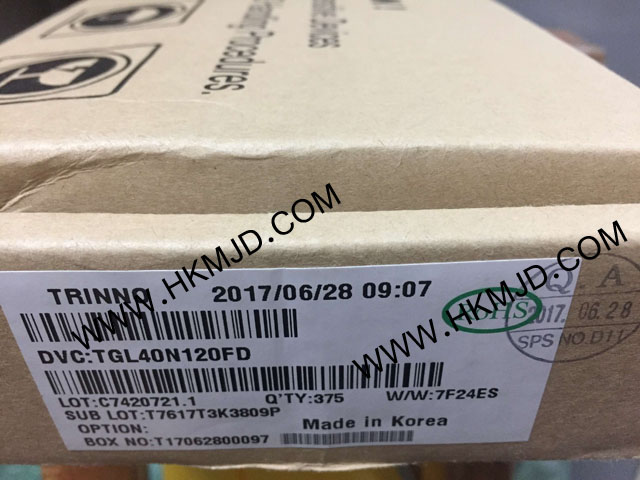 Procedures.
WWW.HKMJD.COM
WWW.HKMJD.COM
WWW.HKMJD.COM
TRINNO 2017/06/28 09:07
DVC:TGL40N120FD
LOT:C7420721.1 Q'TY:375 W/W:7F24ES
SUB LOT:T7617T3K3809P
OPTION: Made in Korea
BOX NO:T17062800097
Q A
2017. 06. 28
SPS NO.D11